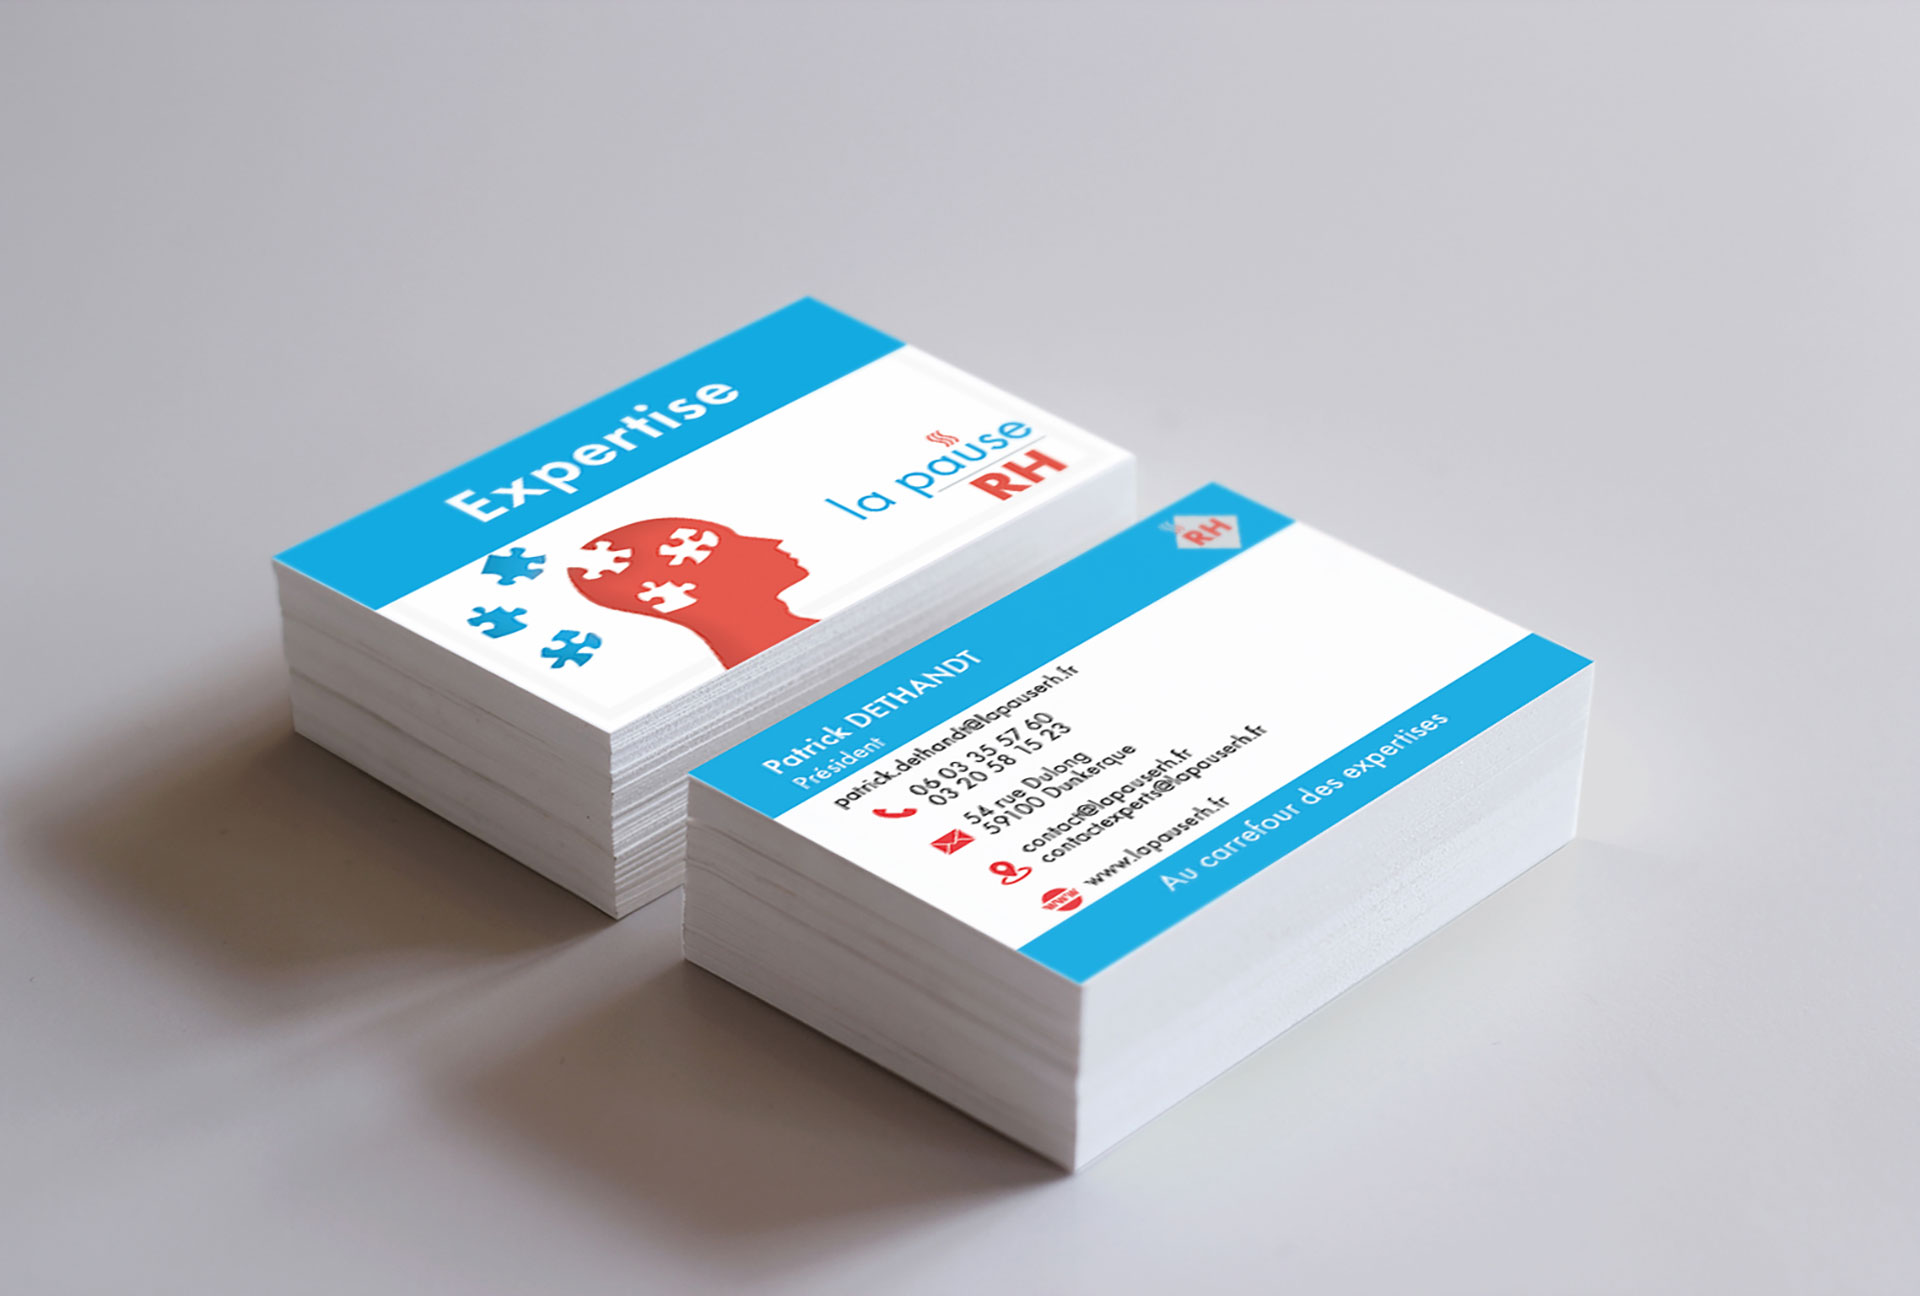 Expertise
la pause
RH
RH
Patrick DETHANDT
Président
patrick.dethandt@lapauserh.fr
06 03 35 57 60
03 20 58 15 23
54 rue Dulong
59100 Dunkerque
contact@lapauserh.fr
contactexperts@lapauserh.fr
www
www.lapauserh.fr
Au carrefour des expertises